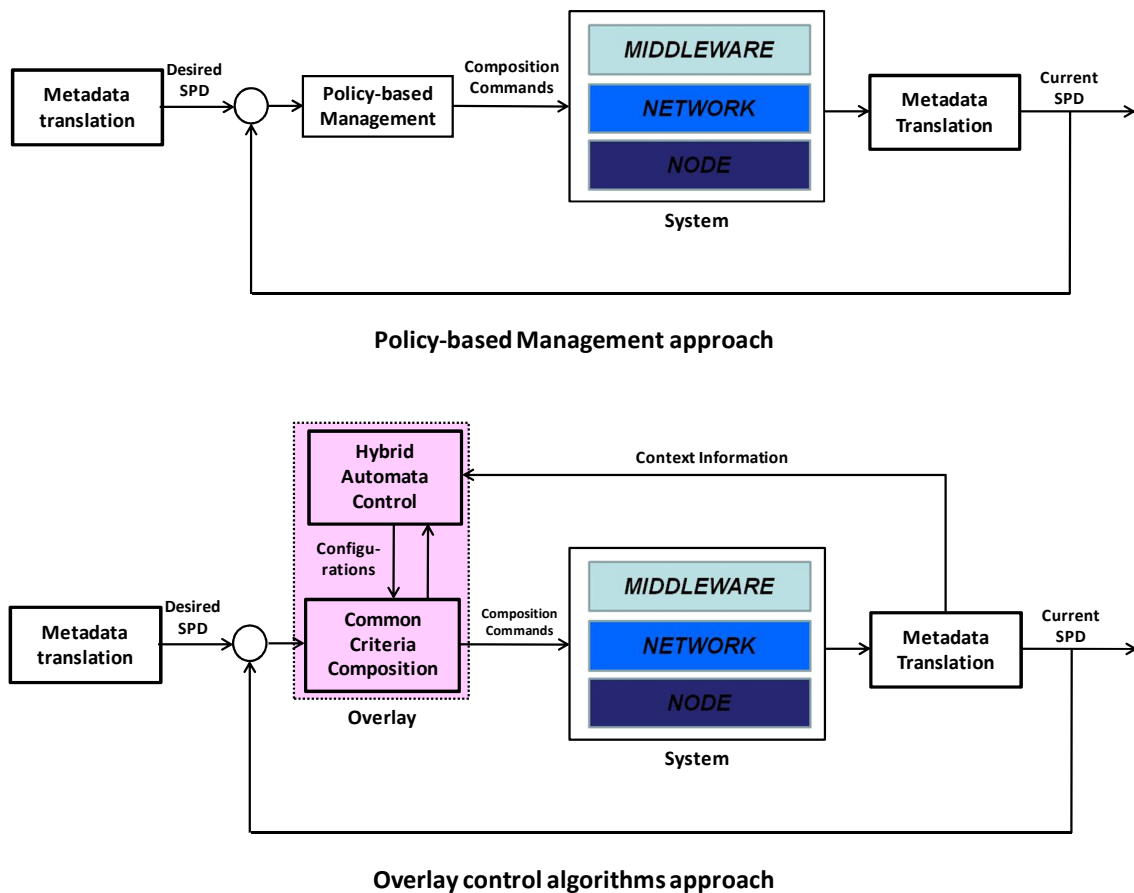 Metadata
translation
Desired
SPD
Policy-based
Management
Composition
Commands
MIDDLEWARE
NETWORK
NODE
System
Metadata
Translation
Current
SPD
Policy-based Management approach
Hybrid
Automata
Control
Context Information
Configu-
rations
Metadata
translation
Desired
SPD
Common
Criteria
Composition
Overlay
Composition
Commands
MIDDLEWARE
NETWORK
NODE
System
Metadata
Translation
Current
SPD
Overlay control algorithms approach